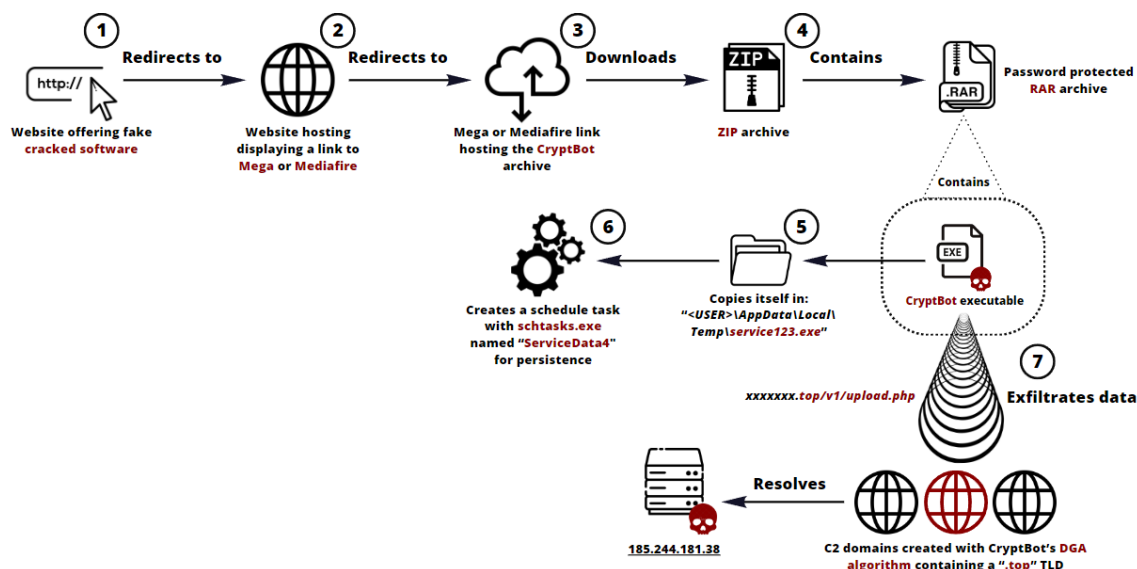 1
Redirects to
2
Redirects to
3
Downloads
4
Contains
http://
ZIP
.RAR
Password protected
RAR archive
Website offering fake
cracked software
Website hosting
displaying a link to
Mega or Mediafire
Mega or Mediafire link
hosting the CryptBot
archive
ZIP archive
Contains
6
5
EXE
CryptBot executable
Creates a schedule task
with schtasks.exe
named “ServiceData4"
for persistence
Copies itself in:
“<USER>\AppData\Local\
Temp\service123.exe“
7
xxxxxxx.top/v1/upload.php
Exfiltrates data
Resolves
185.244.181.38
C2 domains created with CryptBot’s DGA
algorithm containing a “.top” TLD